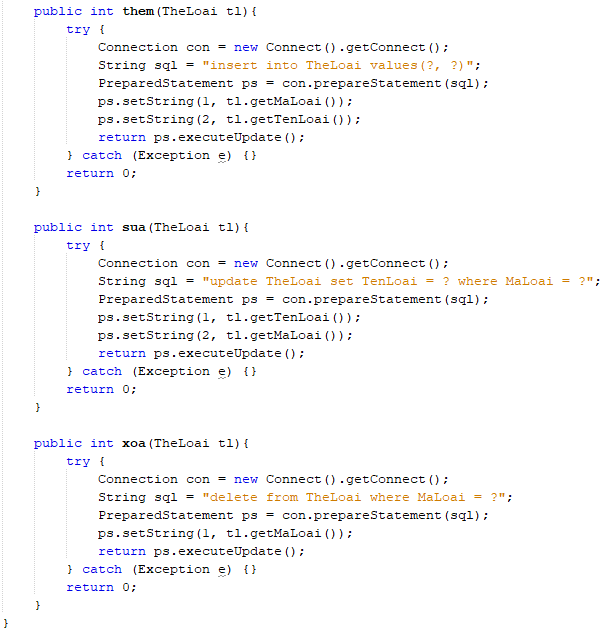 public int them(TheLoai tl){
try {
Connection con = new Connect().getConnect();
String sql = "insert into TheLoai values(?, ?)";
PreparedStatement ps = con.prepareStatement(sql);
ps.setString(1, tl.getMaLoai());
ps.setString(2, tl.getTenLoai());
return ps.executeUpdate();
} catch (Exception e) {}
return 0;
}
public int sua(TheLoai tl){
try {
Connection con = new Connect().getConnect();
String sql = "update TheLoai set TenLoai = ? where MaLoai = ?";
PreparedStatement ps = con.prepareStatement(sql);
ps.setString(1, tl.getTenLoai());
ps.setString(2, tl.getMaLoai());
return ps.executeUpdate();
} catch (Exception e) {}
return 0;
}
public int xoa(TheLoai tl){
try {
Connection con = new Connect().getConnect();
String sql = "delete from TheLoai where MaLoai = ?";
PreparedStatement ps = con.prepareStatement(sql);
ps.setString(1, tl.getMaLoai());
return ps.executeUpdate();
} catch (Exception e) {}
return 0;
}
}